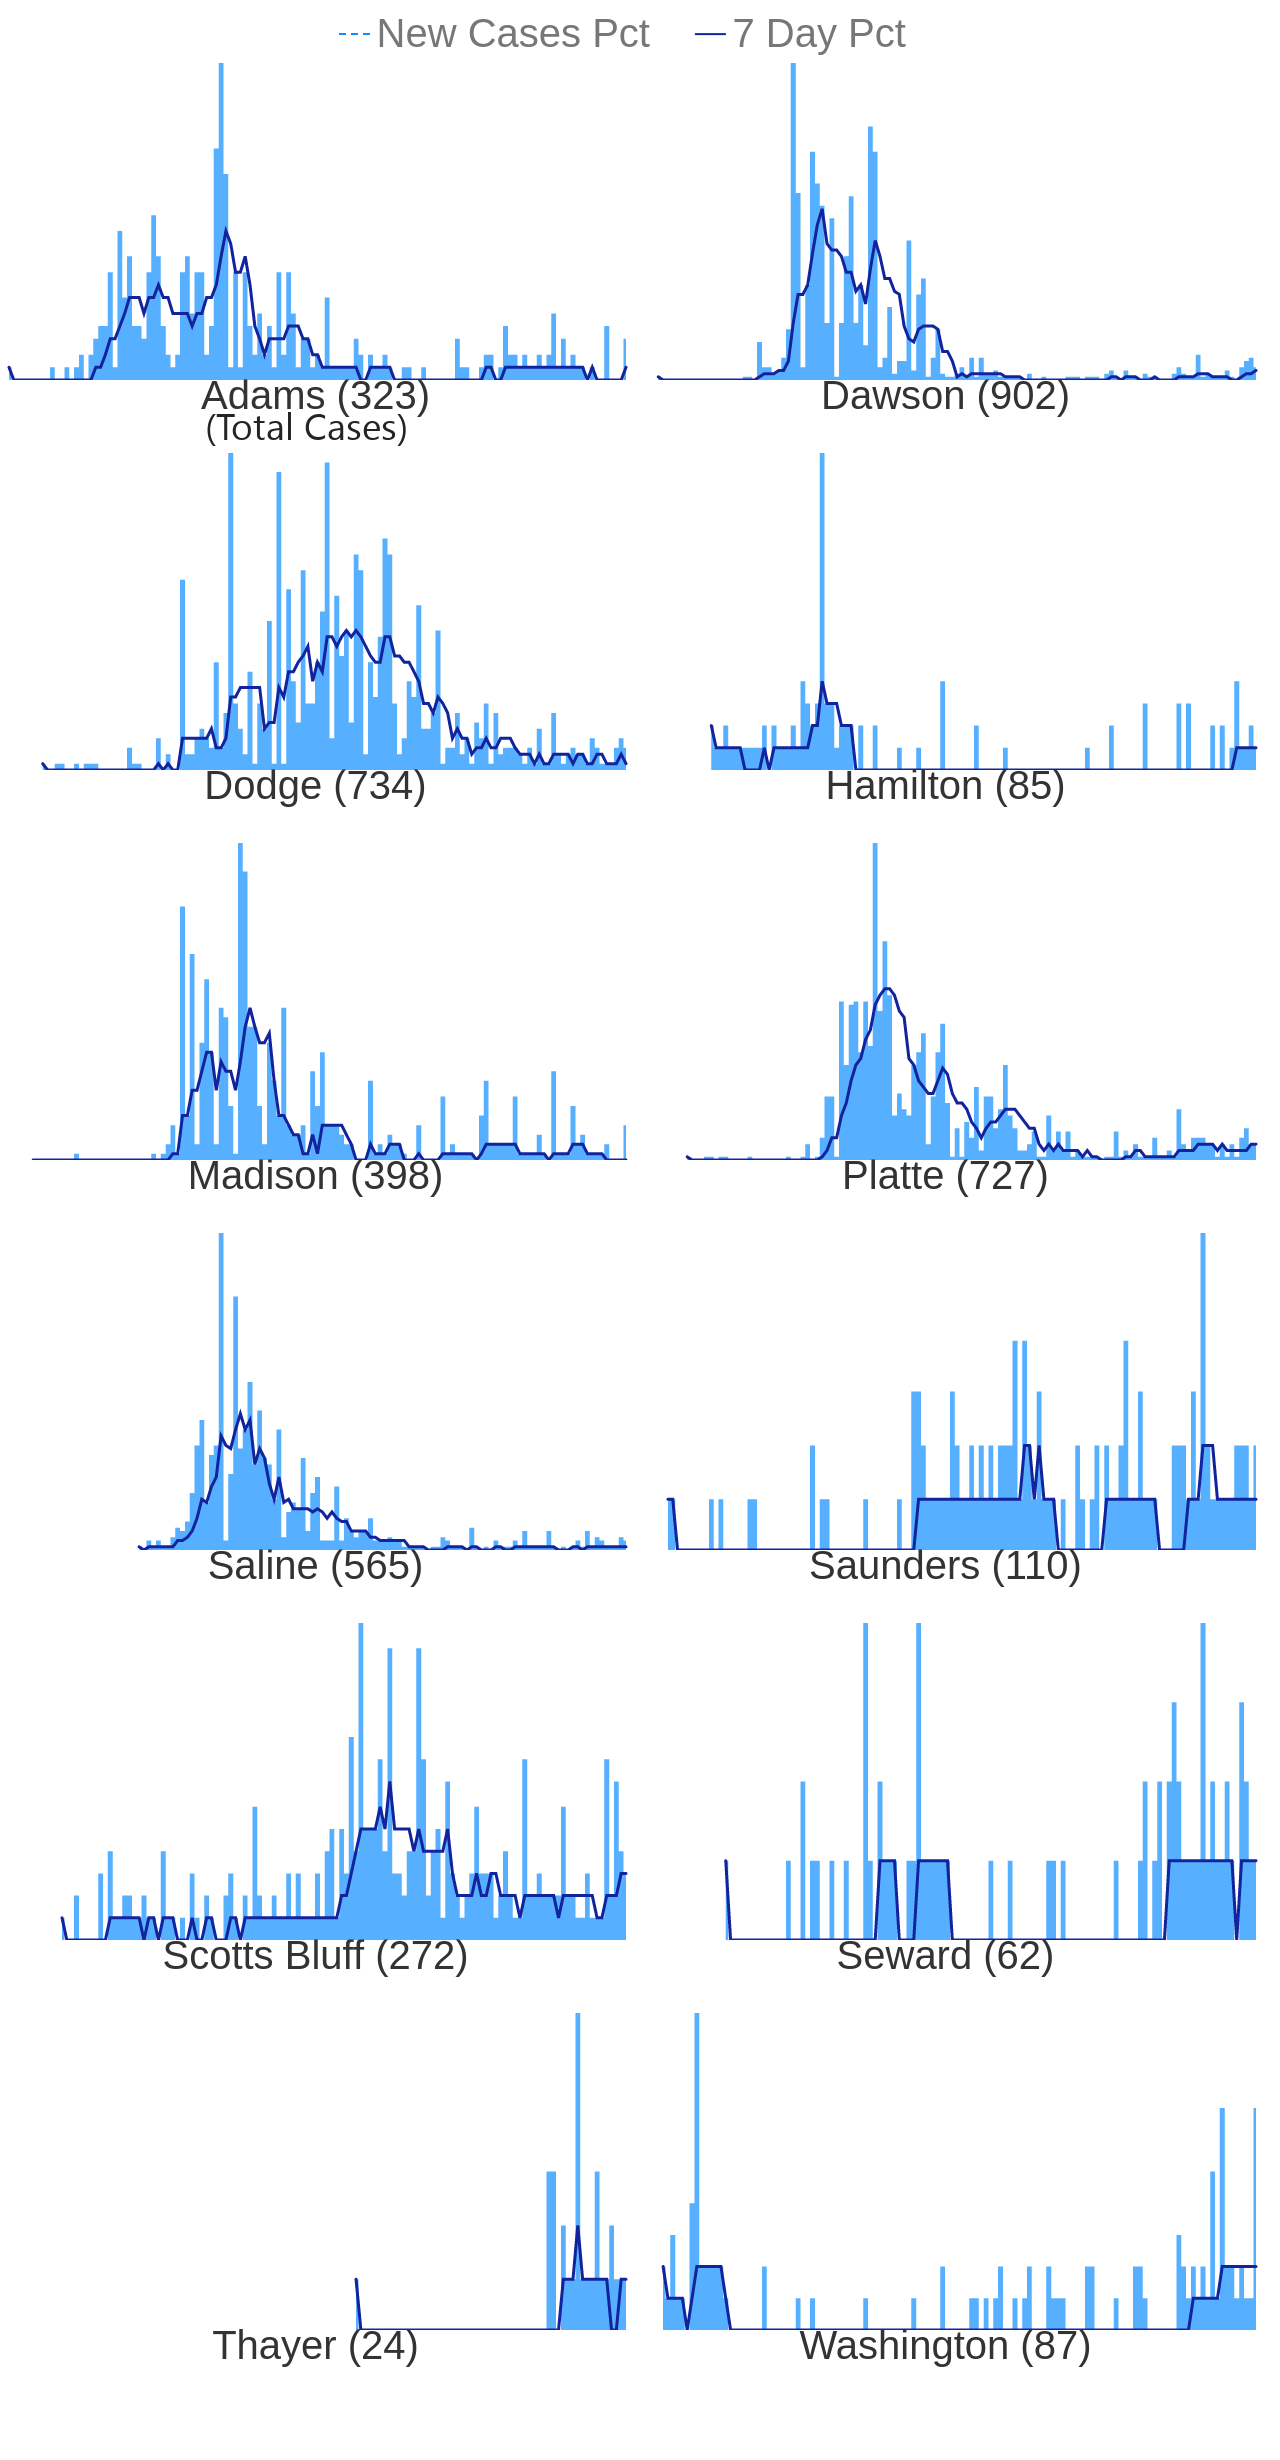 New Cases Pct 7 Day Pct
Adams (323) Dawson (902)
(Total Cases)
Dodge (734) Hamilton (85)
Madison (398) Platte (727)
Saline (565) Saunders (110)
Scotts Bluff (272) Seward (62)
Thayer (24) Washington (87)